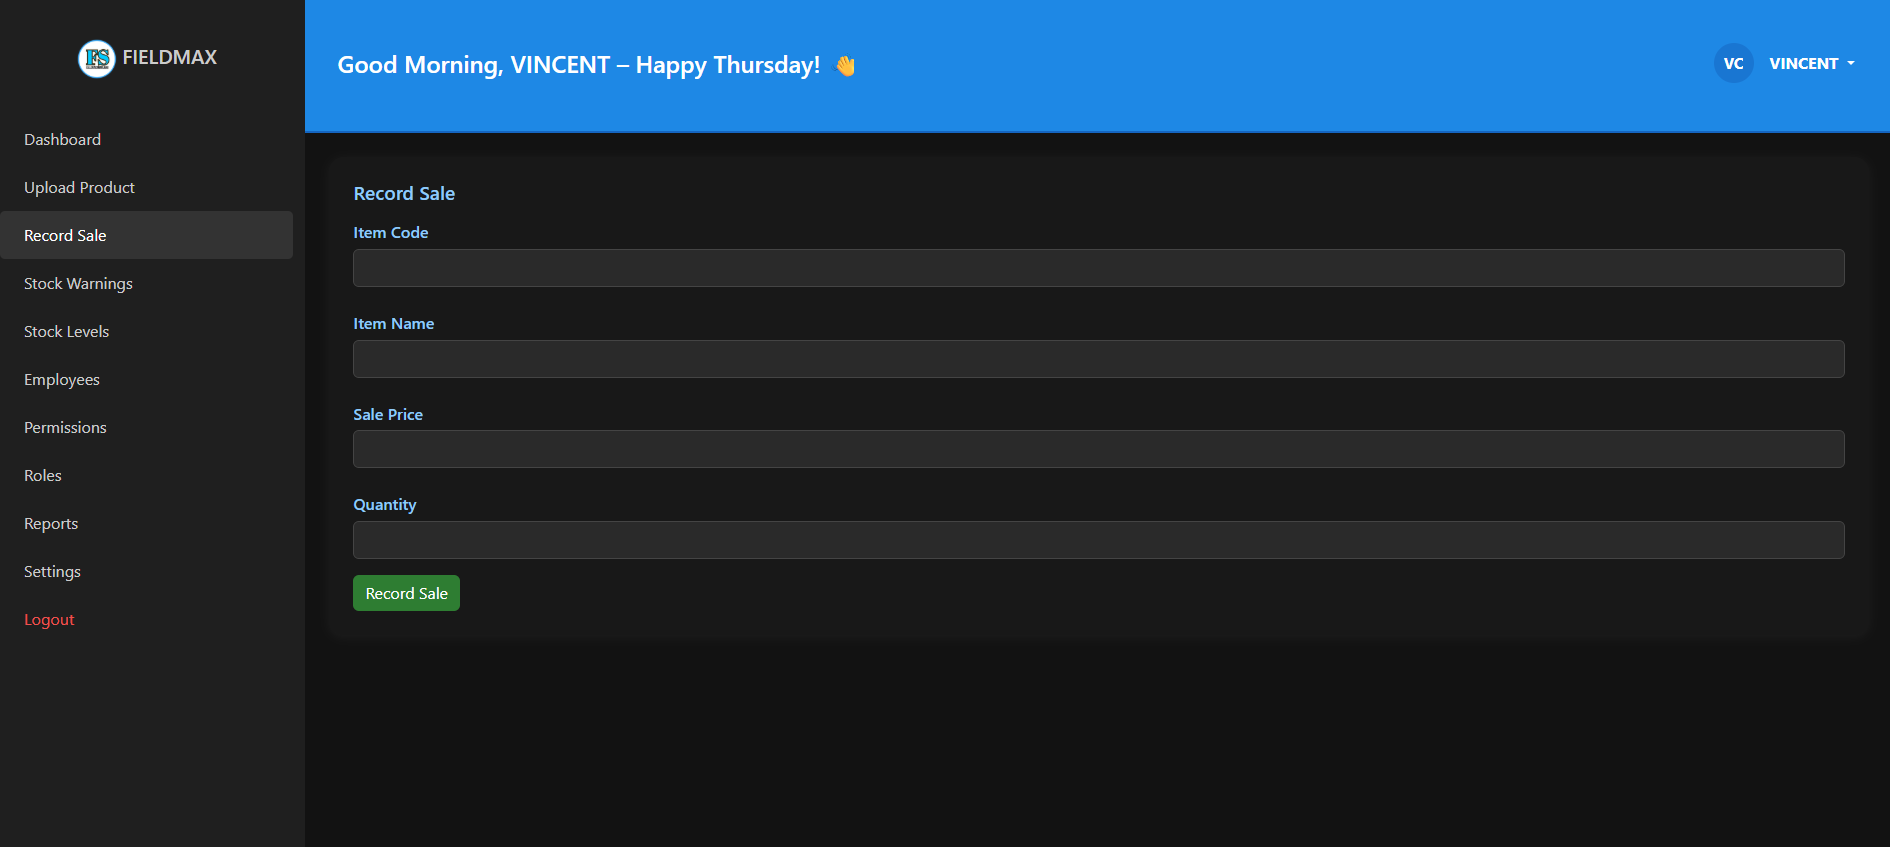 FS FIELDMAX
Dashboard
Upload Product
Record Sale
Stock Warnings
Stock Levels
Employees
Permissions
Roles
Reports
Settings
Logout
Good Morning, VINCENT – Happy Thursday! 👋
VC VINCENT
Record Sale
Item Code
Item Name
Sale Price
Quantity
Record Sale